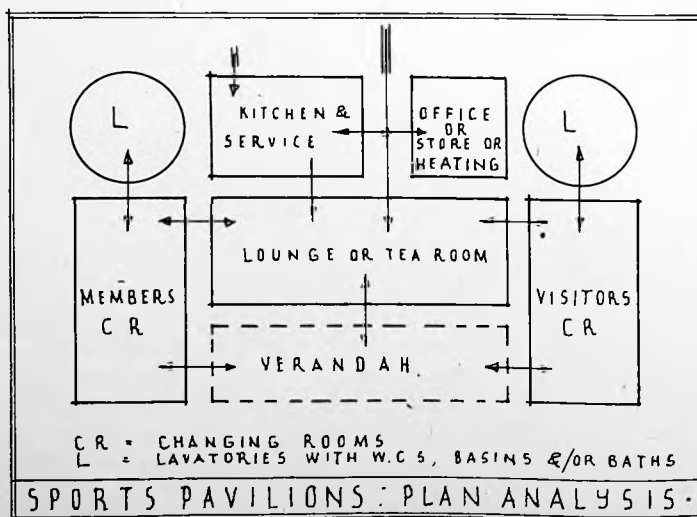 L
KITCHEN &
SERVICE
OFFICE
OR
STORE OR
HEATING
L
LOUNGE OR TEA ROOM
MEMBERS
C R
VISITORS
C R
VERANDAH
C R = CHANGING ROOMS
L = LAVATORIES WITH W.C S, BASINS &/OR BATHS
SPORTS PAVILIONS: PLAN ANALYSIS.